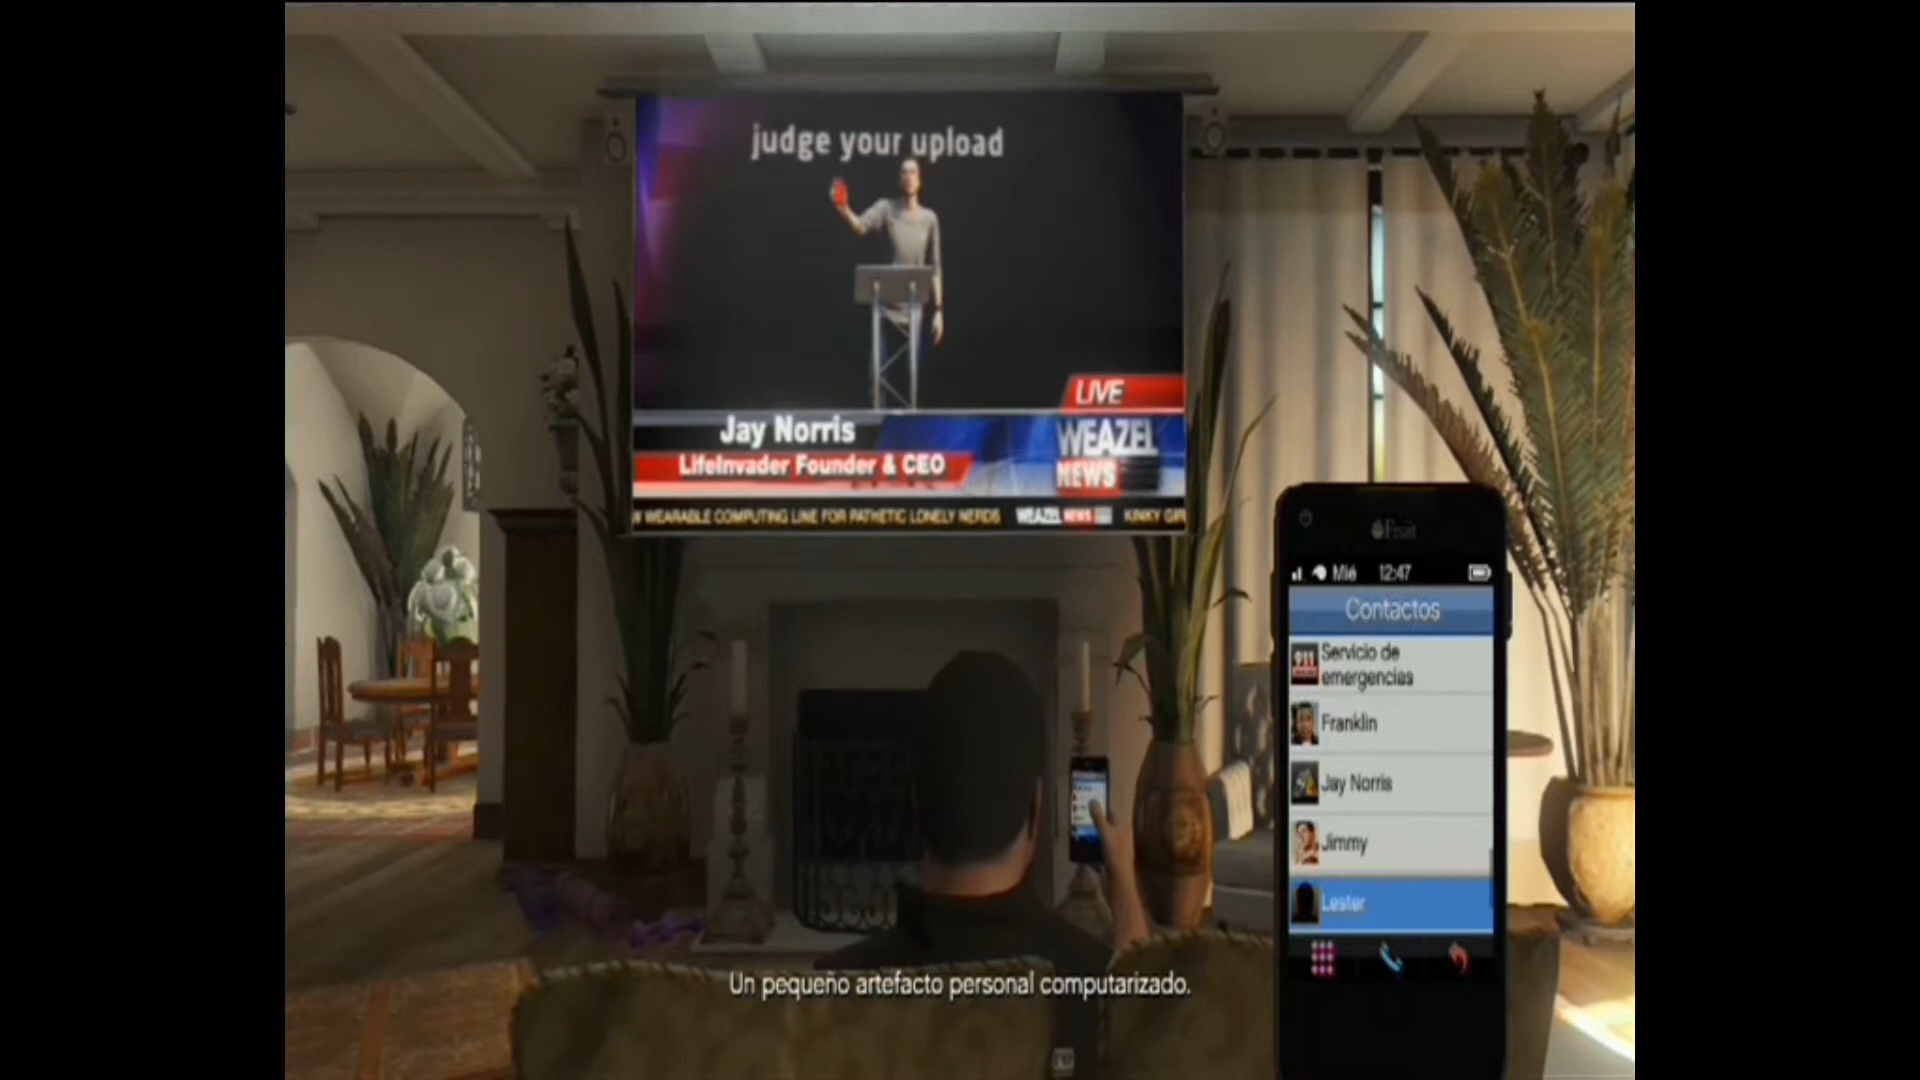 judge your upload
LIVE
Jay Norris
LifeInvader Founder & CEO
WEAZEL
NEWS
WEARABLE COMPUTING LINE FOR PATHETIC LONELY NERDS WEAZEL NEWS KINKY
Fruit
Mié 12:47
Contactos
911 Servicio de
emergencias
Franklin
Jay Norris
Jimmy
Lester
Un pequeño artefacto personal computarizado.